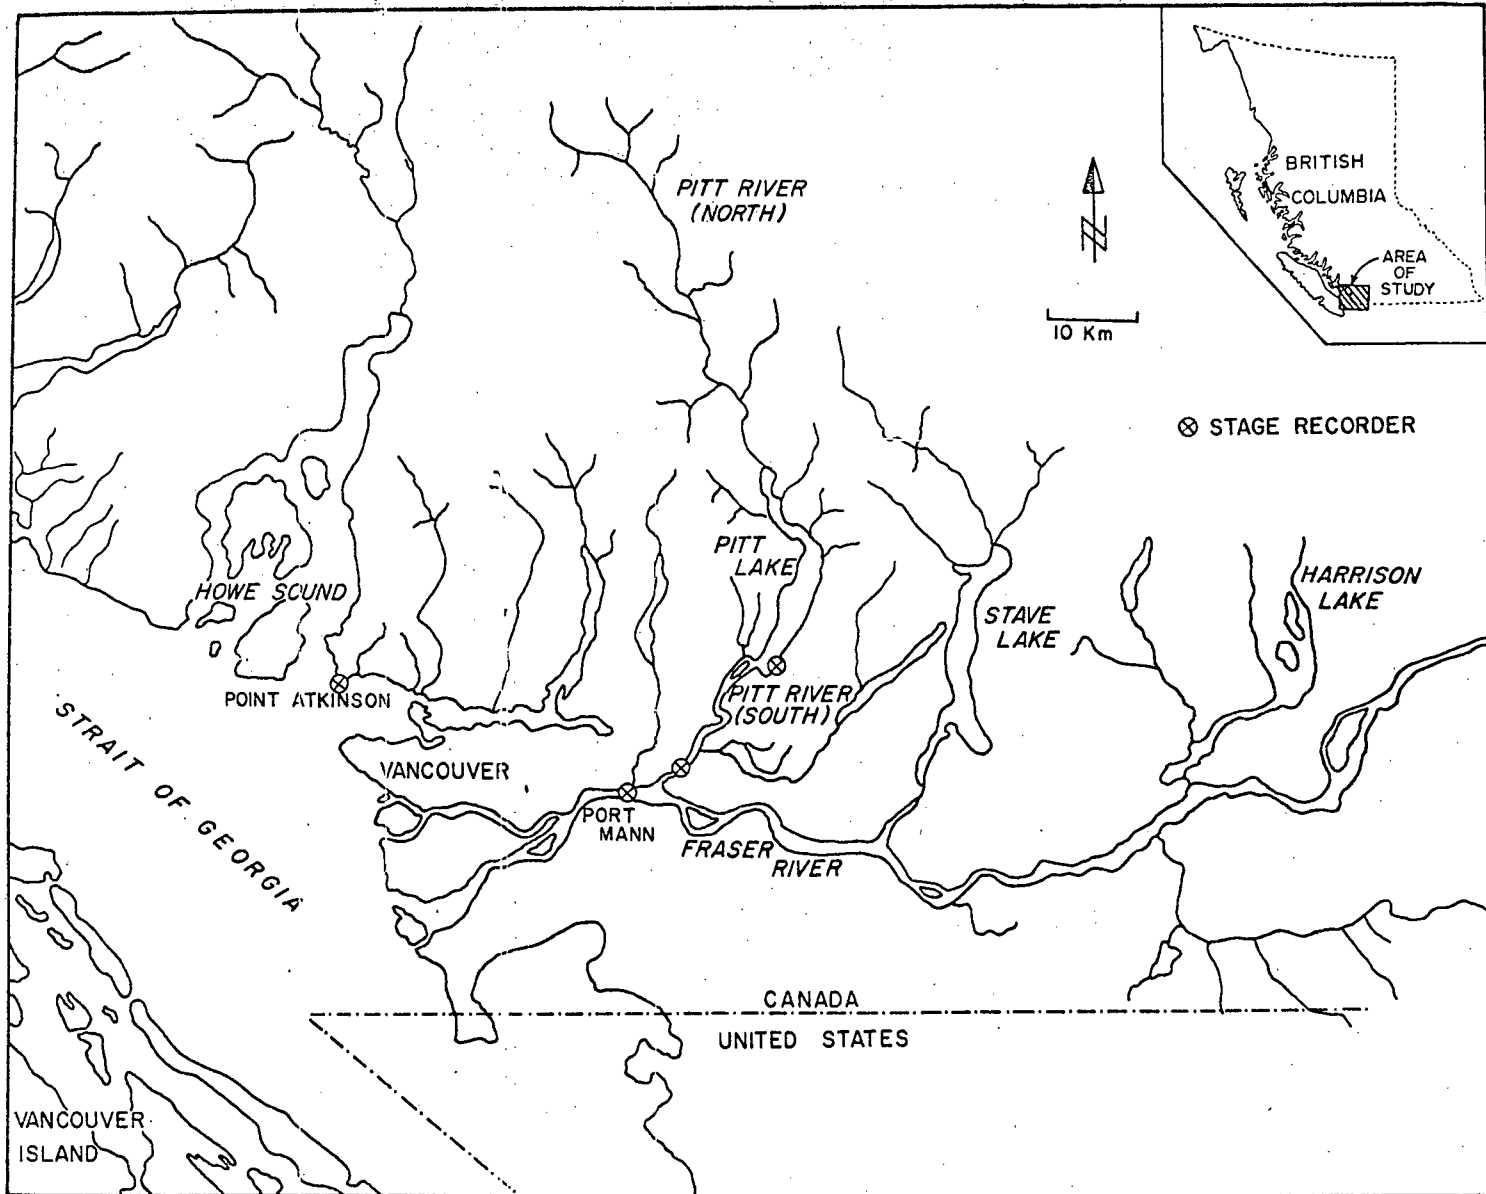 PITT RIVER
(NORTH)
BRITISH
COLUMBIA
AREA
OF
STUDY
N
10 Km
⊗ STAGE RECORDER
PITT
LAKE
HOWE SOUND
HARRISON
LAKE
STAVE
LAKE
POINT ATKINSON
PITT RIVER
(SOUTH)
STRAIT OF GEORGIA
VANCOUVER
PORT
MANN
FRASER
RIVER
CANADA
UNITED STATES
VANCOUVER
ISLAND